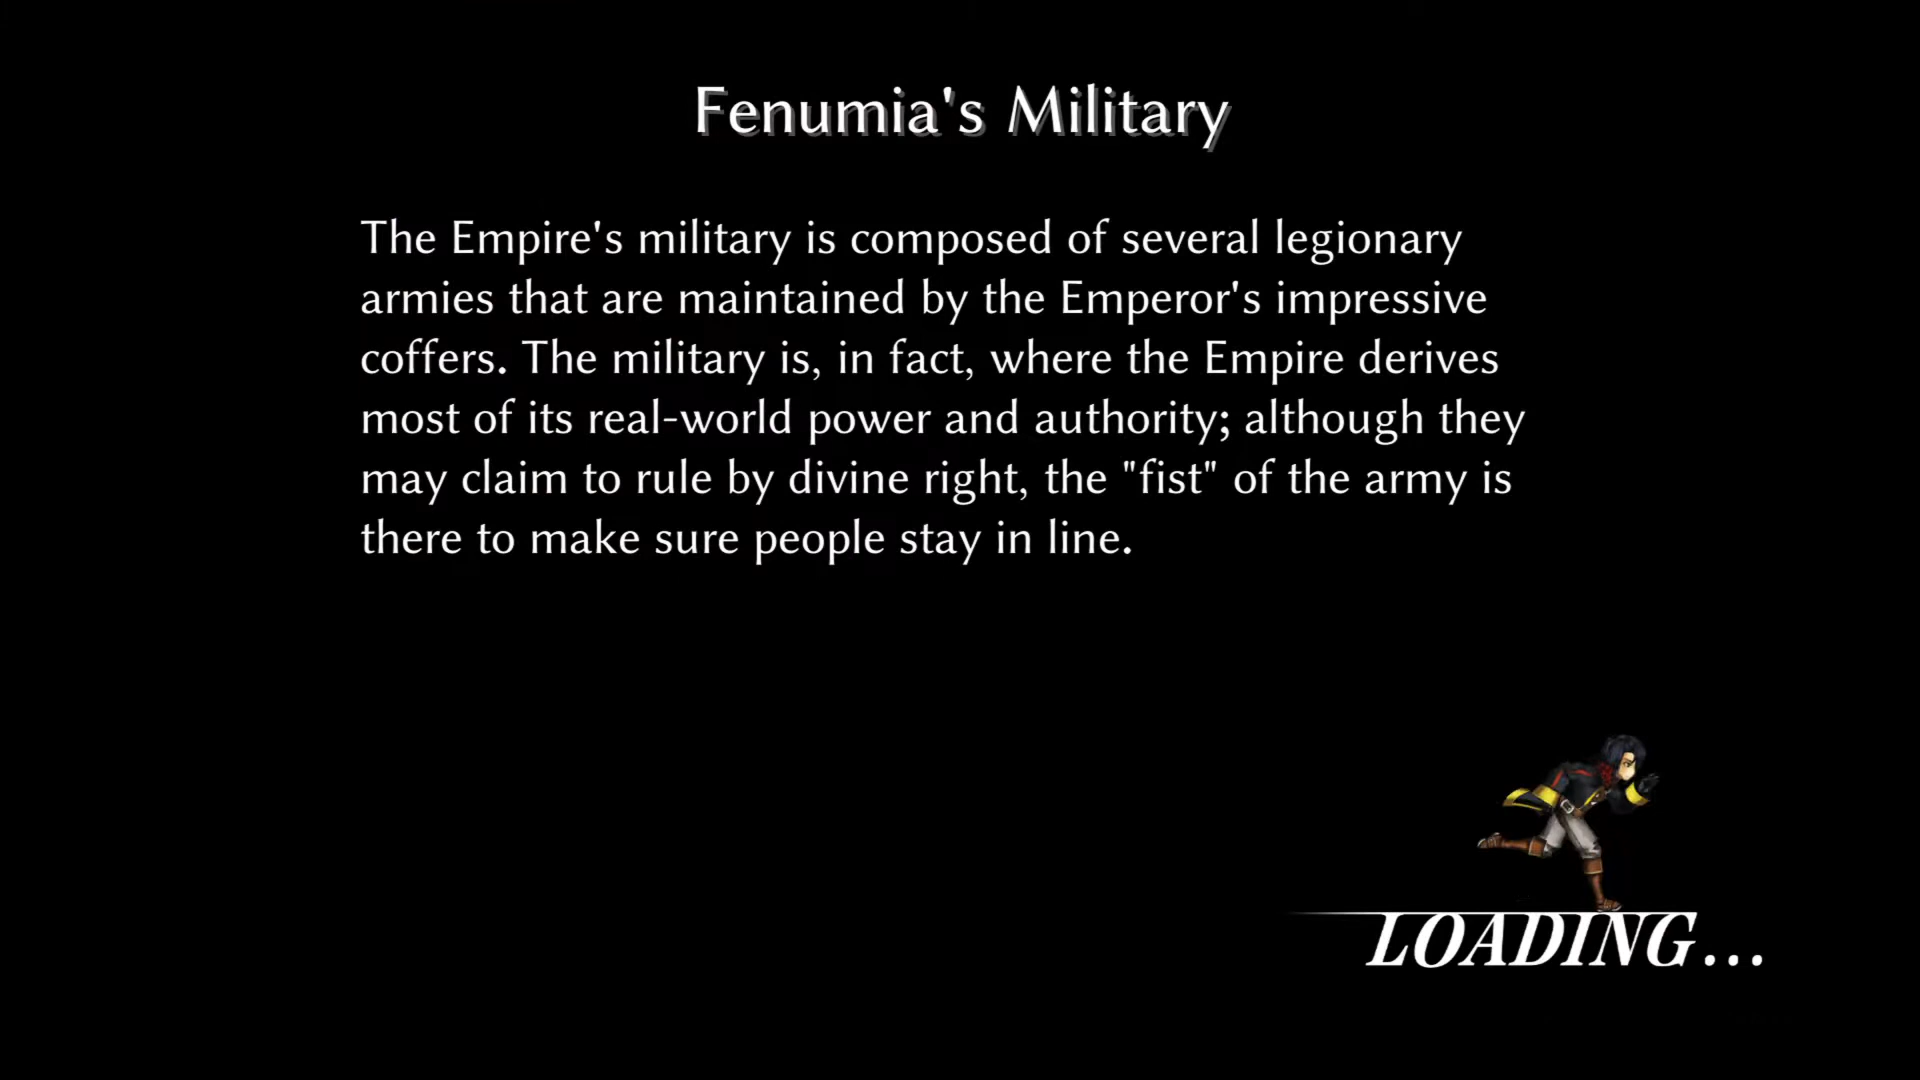 Fenumia's Military
The Empire's military is composed of several legionary
armies that are maintained by the Emperor's impressive
coffers. The military is, in fact, where the Empire derives
most of its real-world power and authority; although they
may claim to rule by divine right, the "fist" of the army is
there to make sure people stay in line.
LOADING...